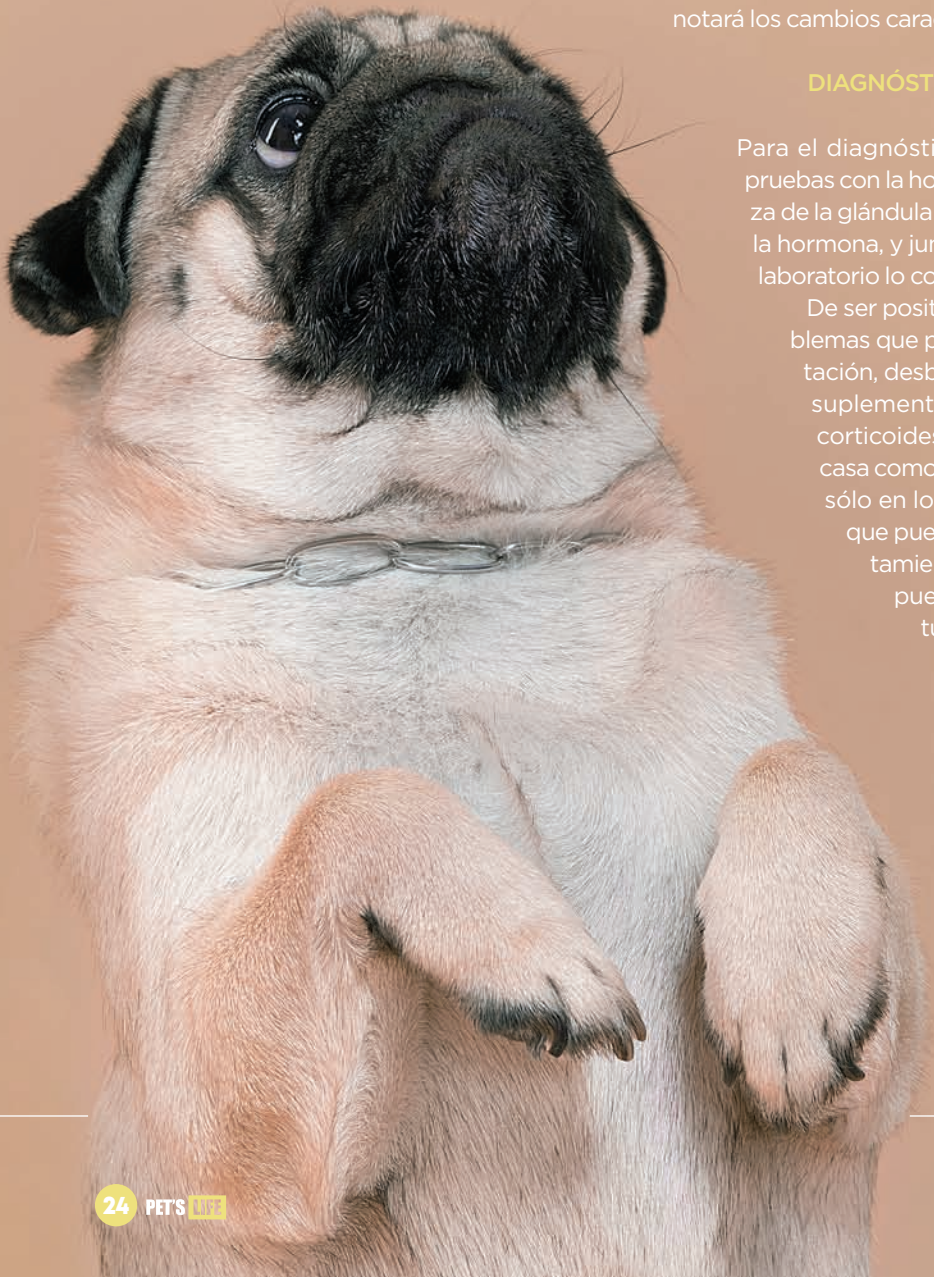 notará los cambios cara
DIAGNÓST
Para el diagnósti
pruebas con la ho
za de la glándula
la hormona, y jun
laboratorio lo co
De ser posit
blemas que p
tación, desb
suplement
corticoides
casa como
sólo en lo
que pue
tamie
pue
tu
24 PET'S LIFE